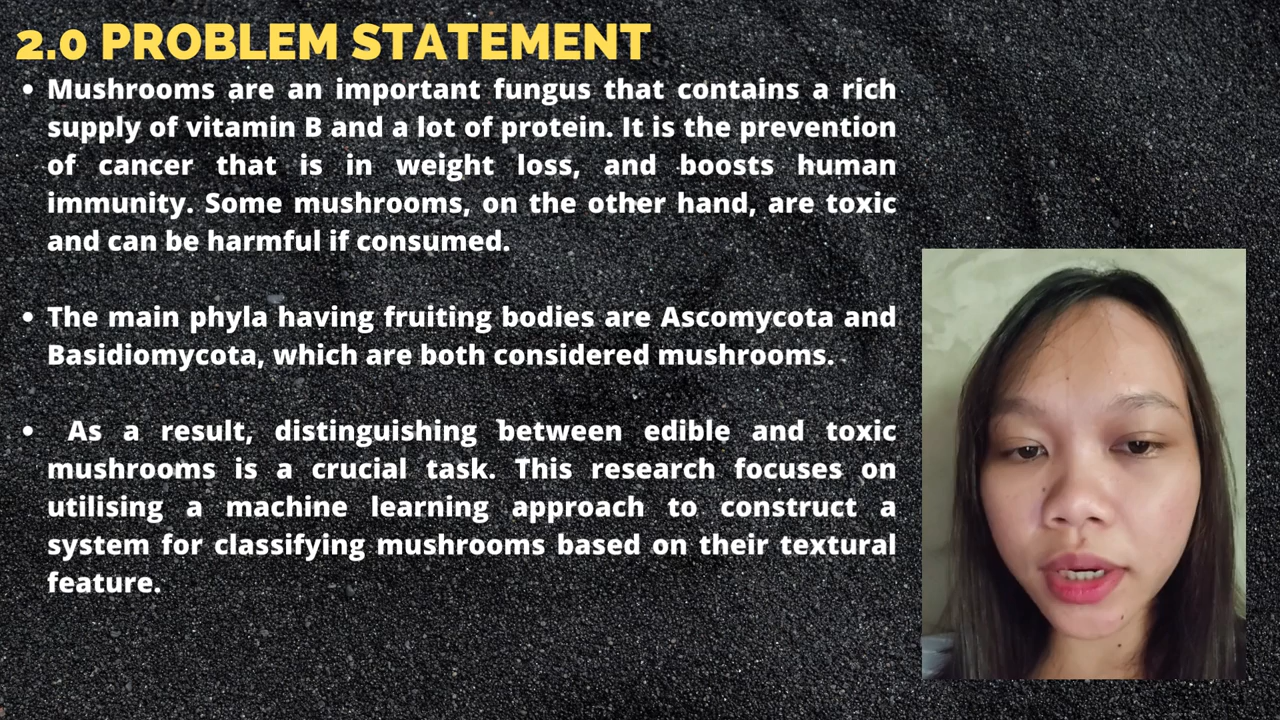 2.0 PROBLEM STATEMENT
• Mushrooms are an important fungus that contains a rich
supply of vitamin B and a lot of protein. It is the prevention
of cancer that is in weight loss, and boosts human
immunity. Some mushrooms, on the other hand, are toxic
and can be harmful if consumed.
• The main phyla having fruiting bodies are Ascomycota and
Basidiomycota, which are both considered mushrooms.
• As a result, distinguishing between edible and toxic
mushrooms is a crucial task. This research focuses on
utilising a machine learning approach to construct a
system for classifying mushrooms based on their textural
feature.